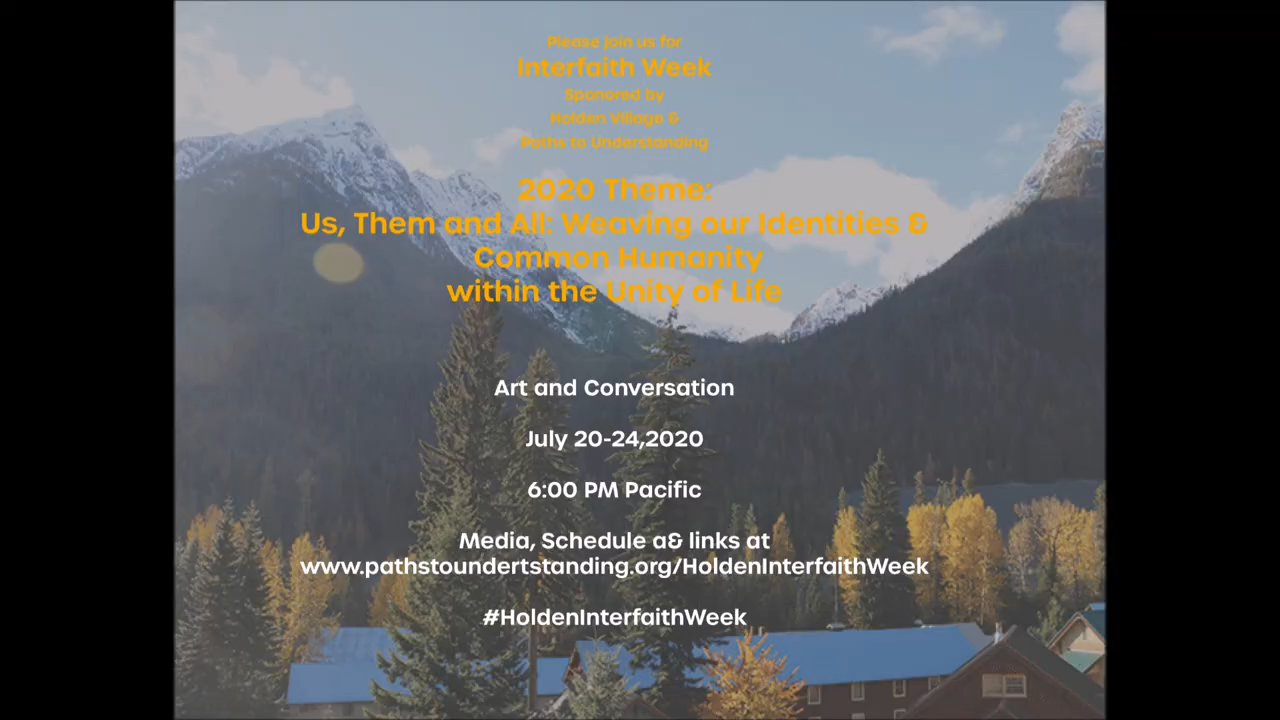 Please join us for
Interfaith Week
Sponored by
Holden Village &
Paths to Understanding
2020 Theme:
Us, Them and All: Weaving our Identities &
Common Humanity
within the Unity of Life
Art and Conversation
July 20-24,2020
6:00 PM Pacific
Media, Schedule a& links at
www.pathstoundertstanding.org/HoldenInterfaithWeek
#HoldenInterfaithWeek